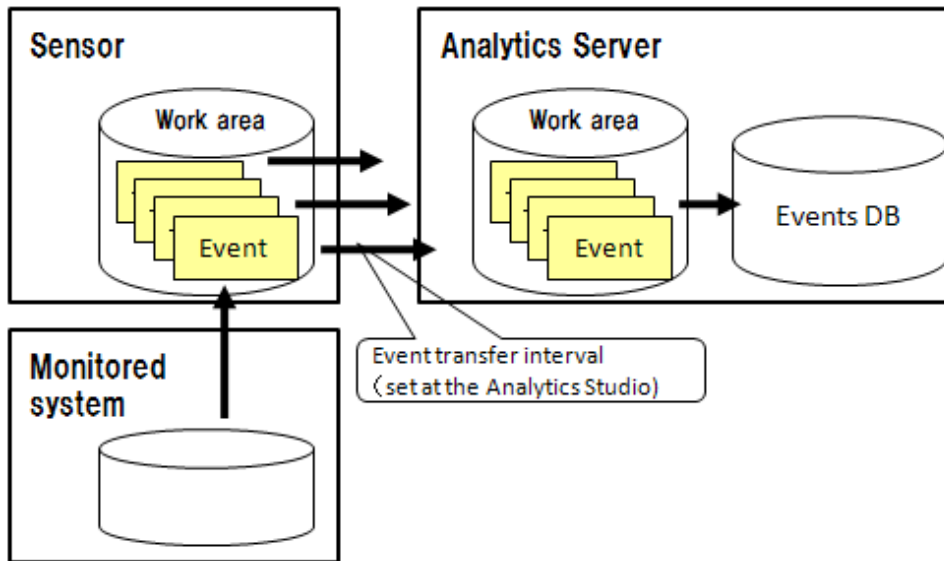 Sensor
Work area
Event
Analytics Server
Work area
Event
Events DB
Event transfer interval
(set at the Analytics Studio)
Monitored
system